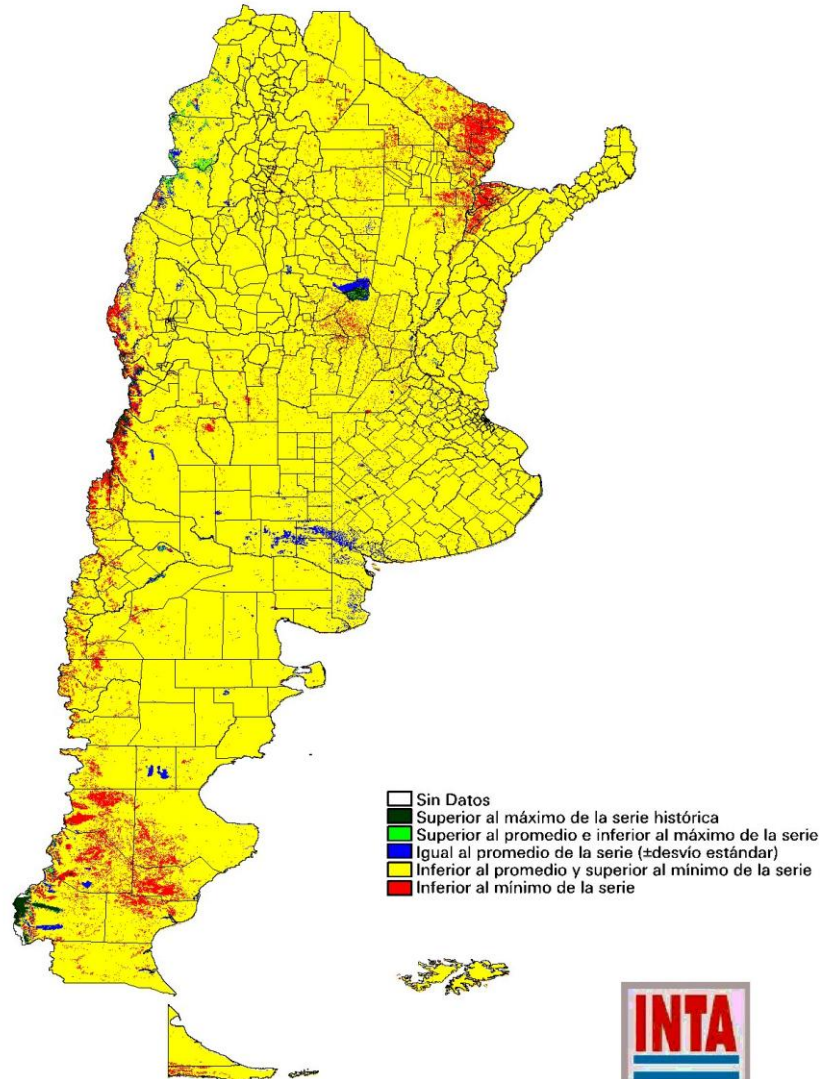 Sin Datos
Superior al máximo de la serie histórica
Superior al promedio e inferior al máximo de la serie
Igual al promedio de la serie (±desvío estándar)
Inferior al promedio y superior al mínimo de la serie
Inferior al mínimo de la serie
INTA